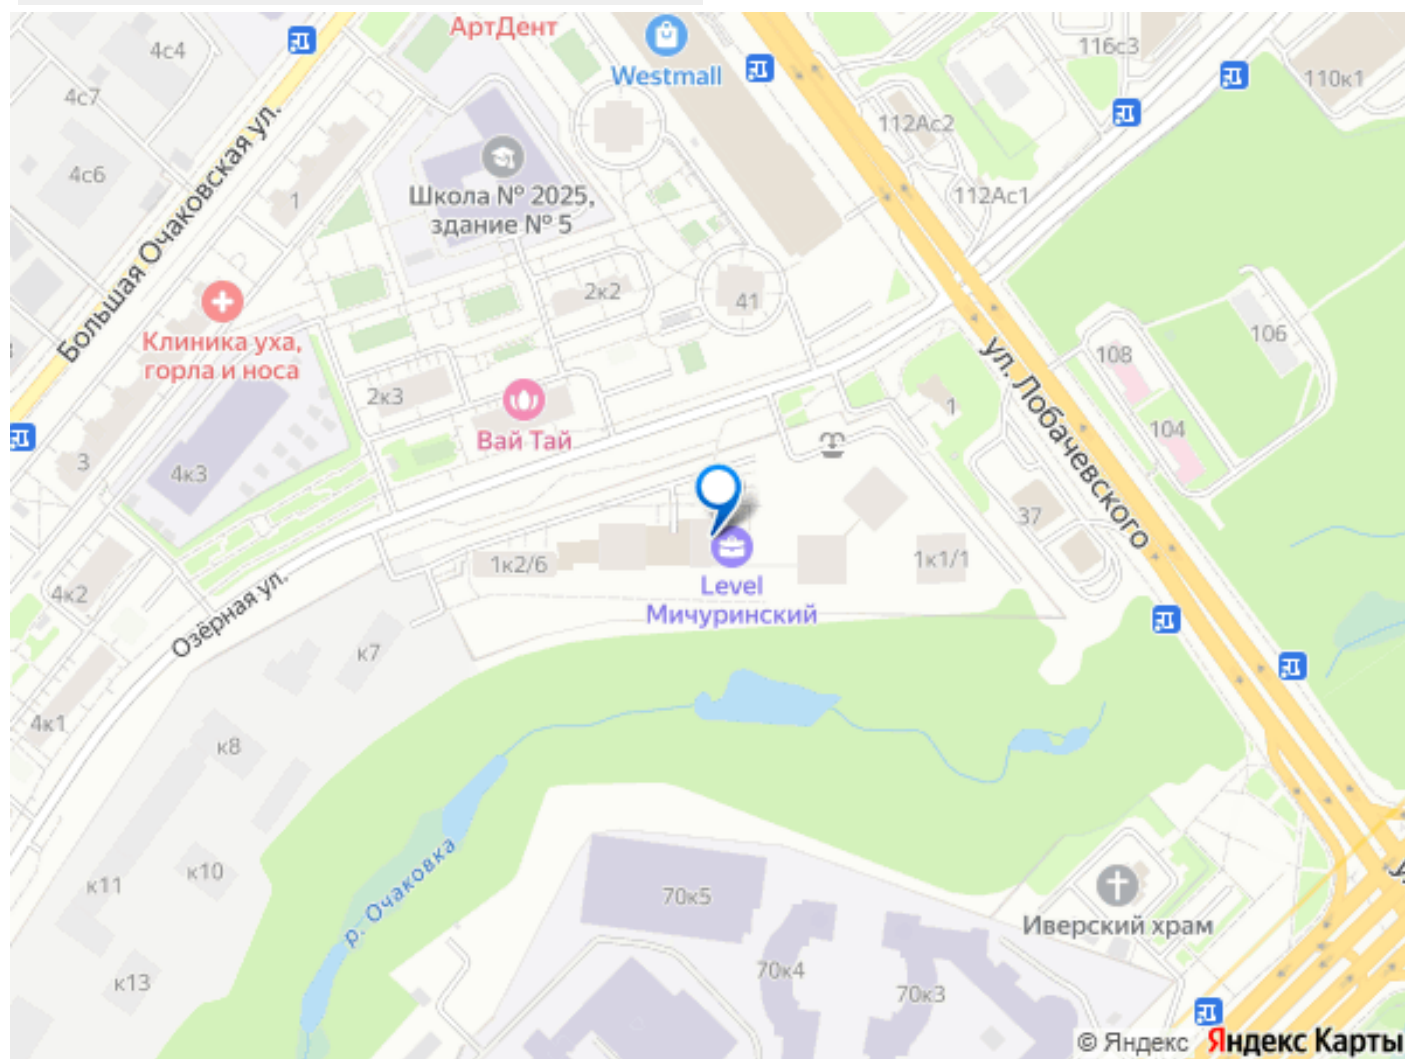 АртДент
4с4
Westmall
116с3
110к1
4с7
112Ас2
4с6
Школа № 2025,
здание № 5
112Ас1
1
Большая Очаковская ул.
2к2
41
Клиника уха,
горла и носа
106
108
ул. Лобачевского
2к3
1
Вай Тай
104
3
4к3
37
1к2/6
1к1/1
Level
Мичуринский
4к2
Озёрная ул.
к7
4к1
к8
р. Очаковка
к10
к11
70к5
Иверский храм
70к4
к13
70к3
© Яндекс Яндекс Карты